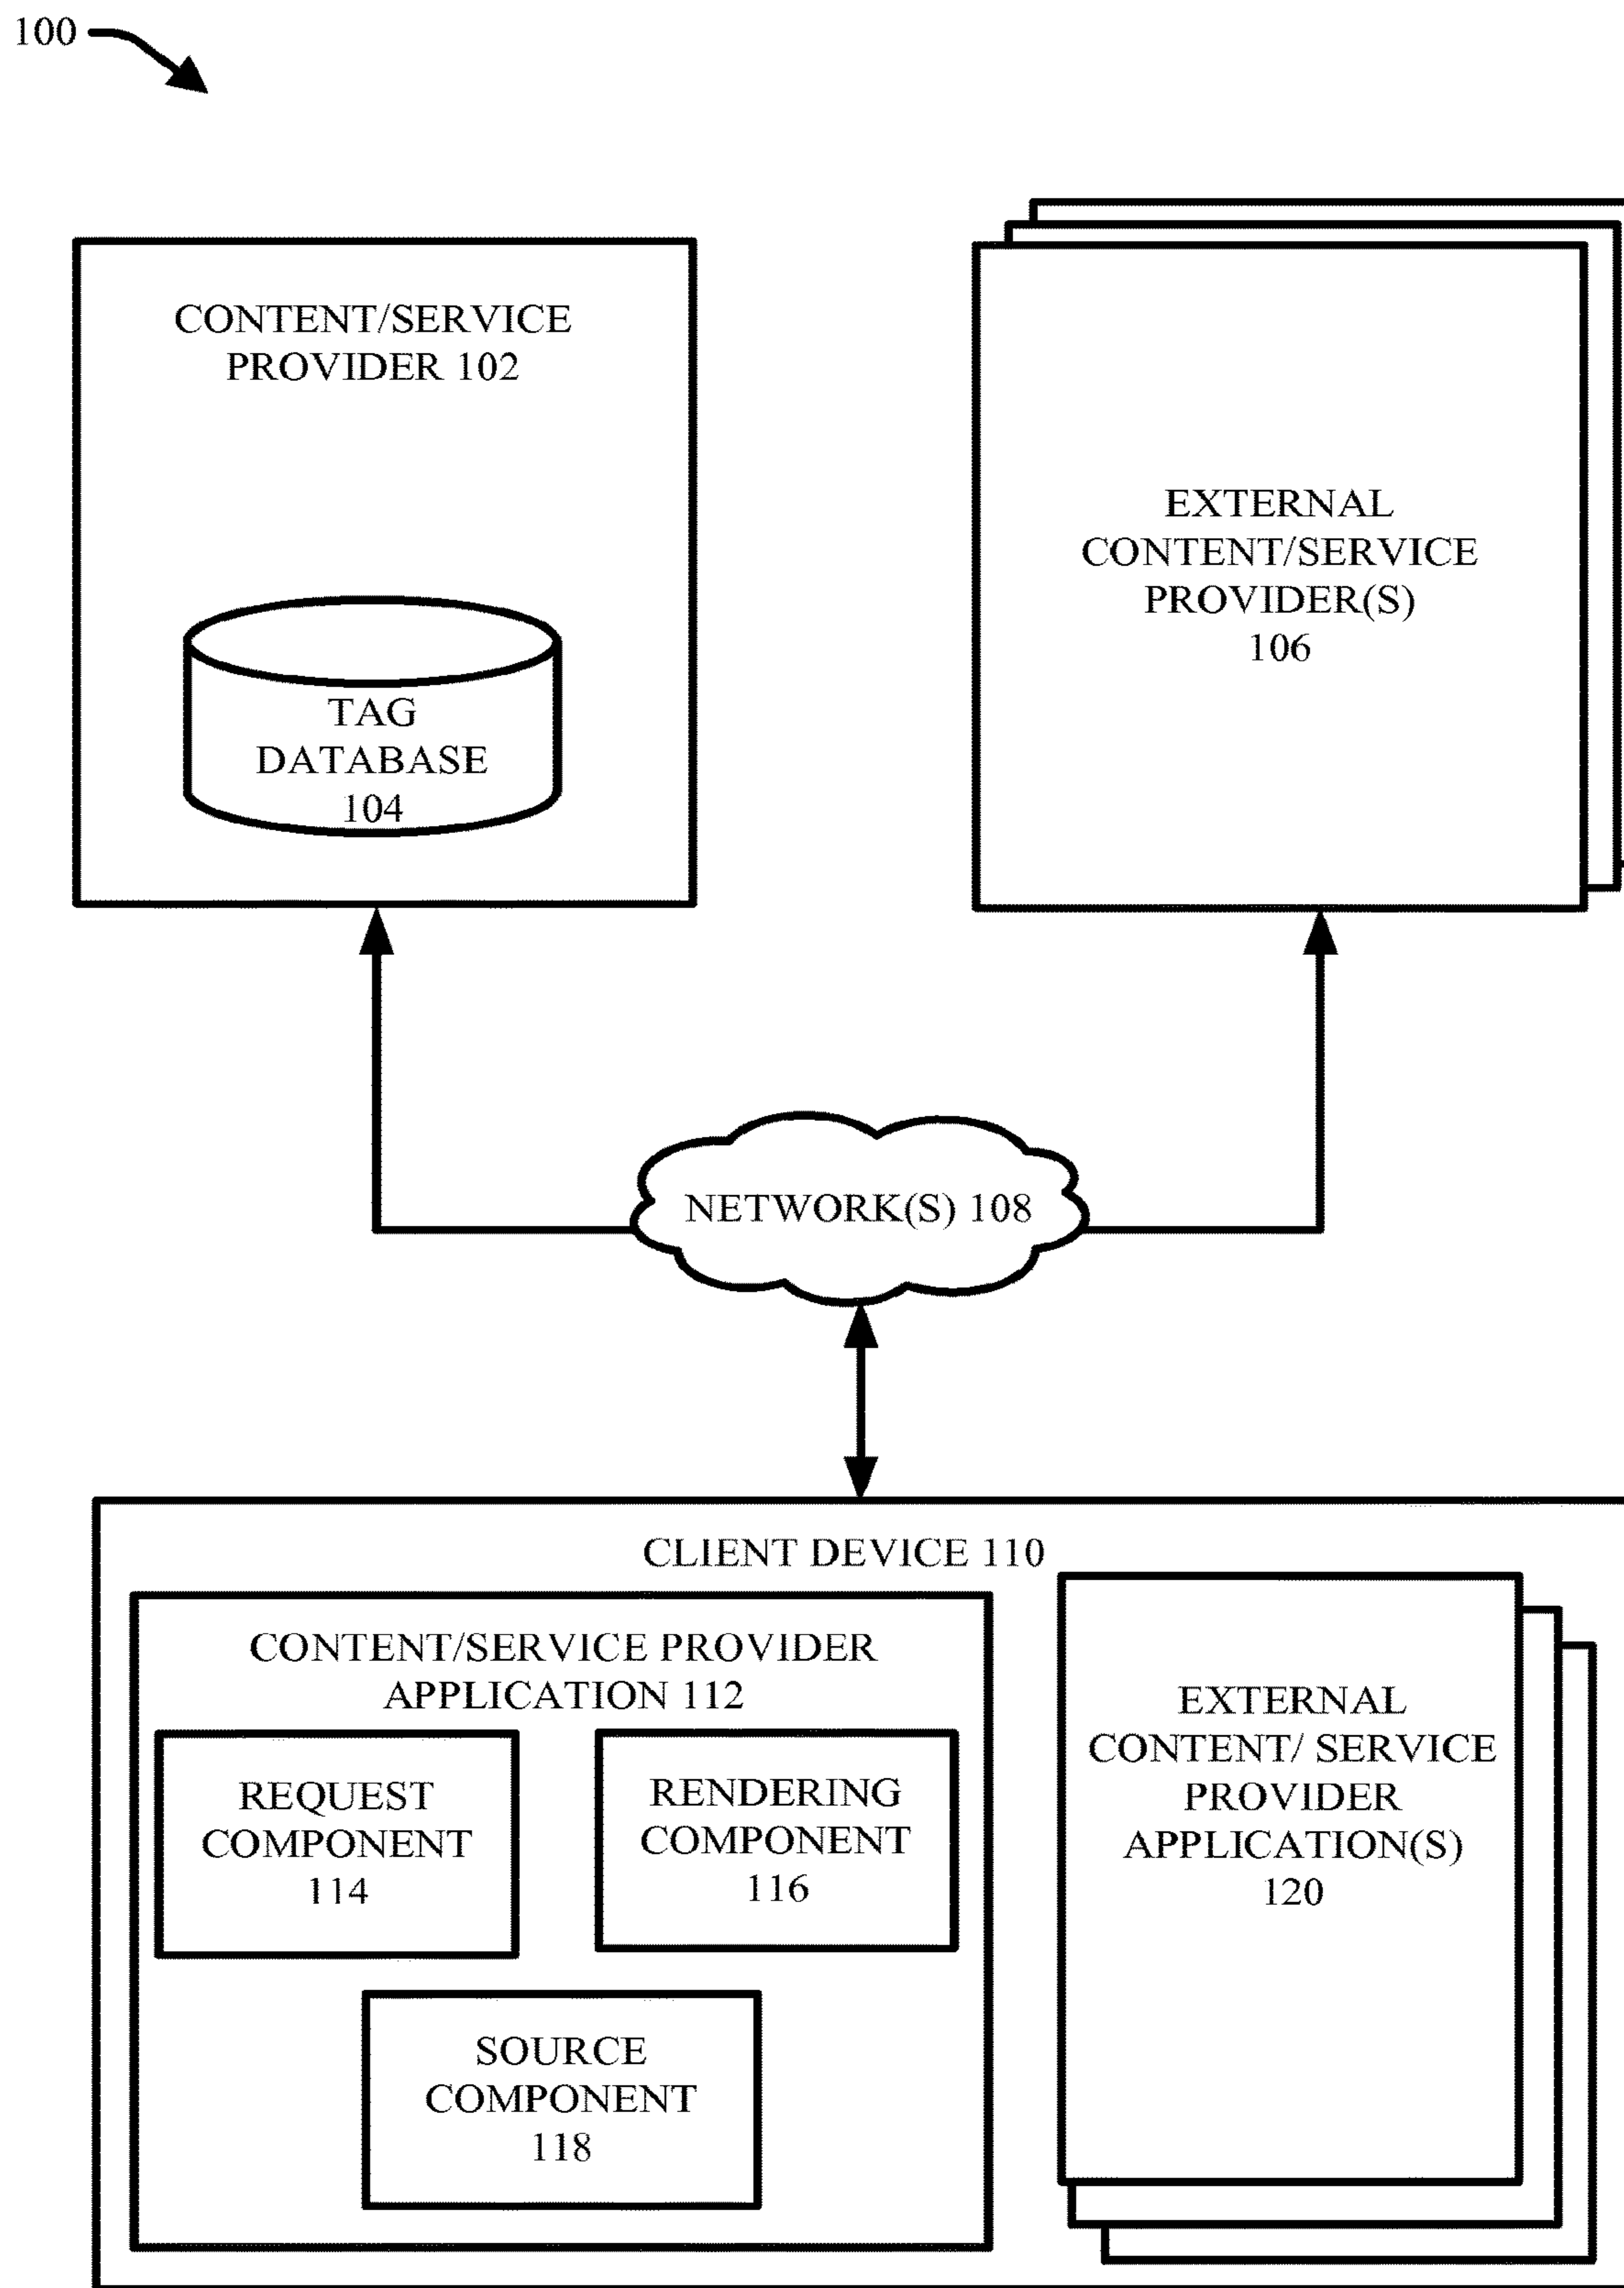 100
CONTENT/SERVICE
PROVIDER 102
TAG
DATABASE
104
EXTERNAL
CONTENT/SERVICE
PROVIDER(S)
106
NETWORK(S) 108
CLIENT DEVICE 110
CONTENT/SERVICE PROVIDER
APPLICATION 112
REQUEST
COMPONENT
114
RENDERING
COMPONENT
116
SOURCE
COMPONENT
118
EXTERNAL
CONTENT/ SERVICE
PROVIDER
APPLICATION(S)
120